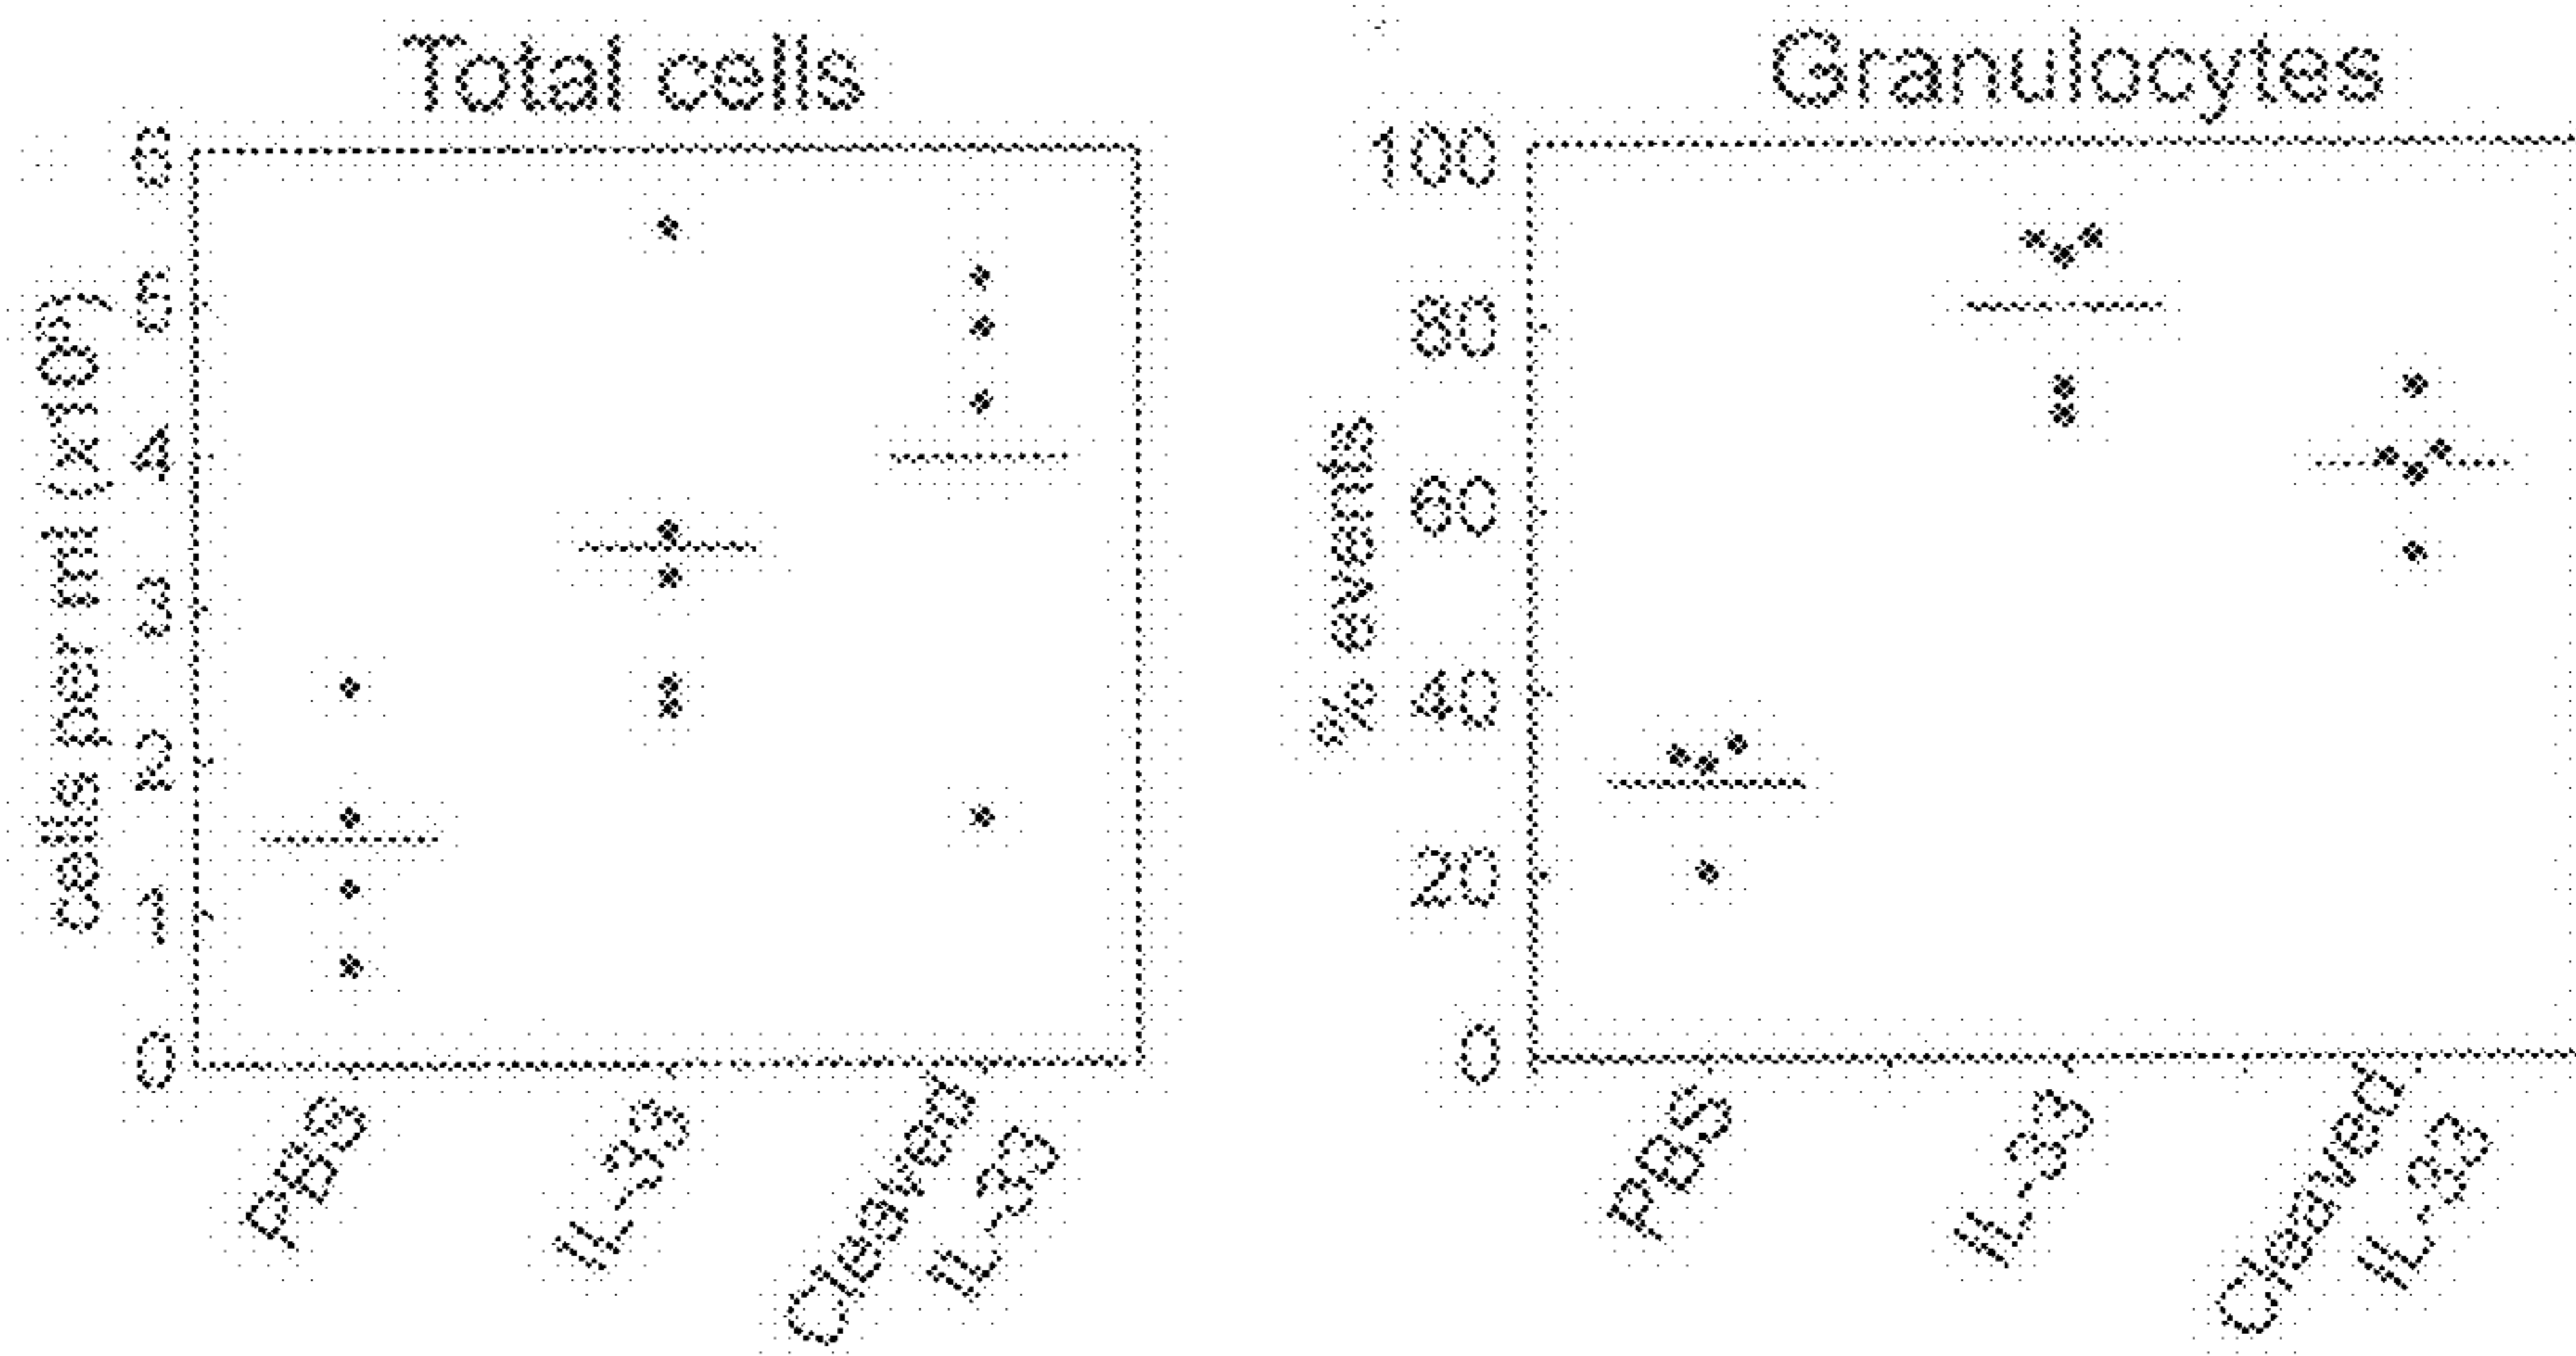 Total cells
cells per ml (x10⁶)
6
5
4
3
2
1
0
PBS
IL-33
Cleaved
IL-33
Granulocytes
% events
100
80
60
40
20
0
PBS
IL-33
Cleaved
IL-33